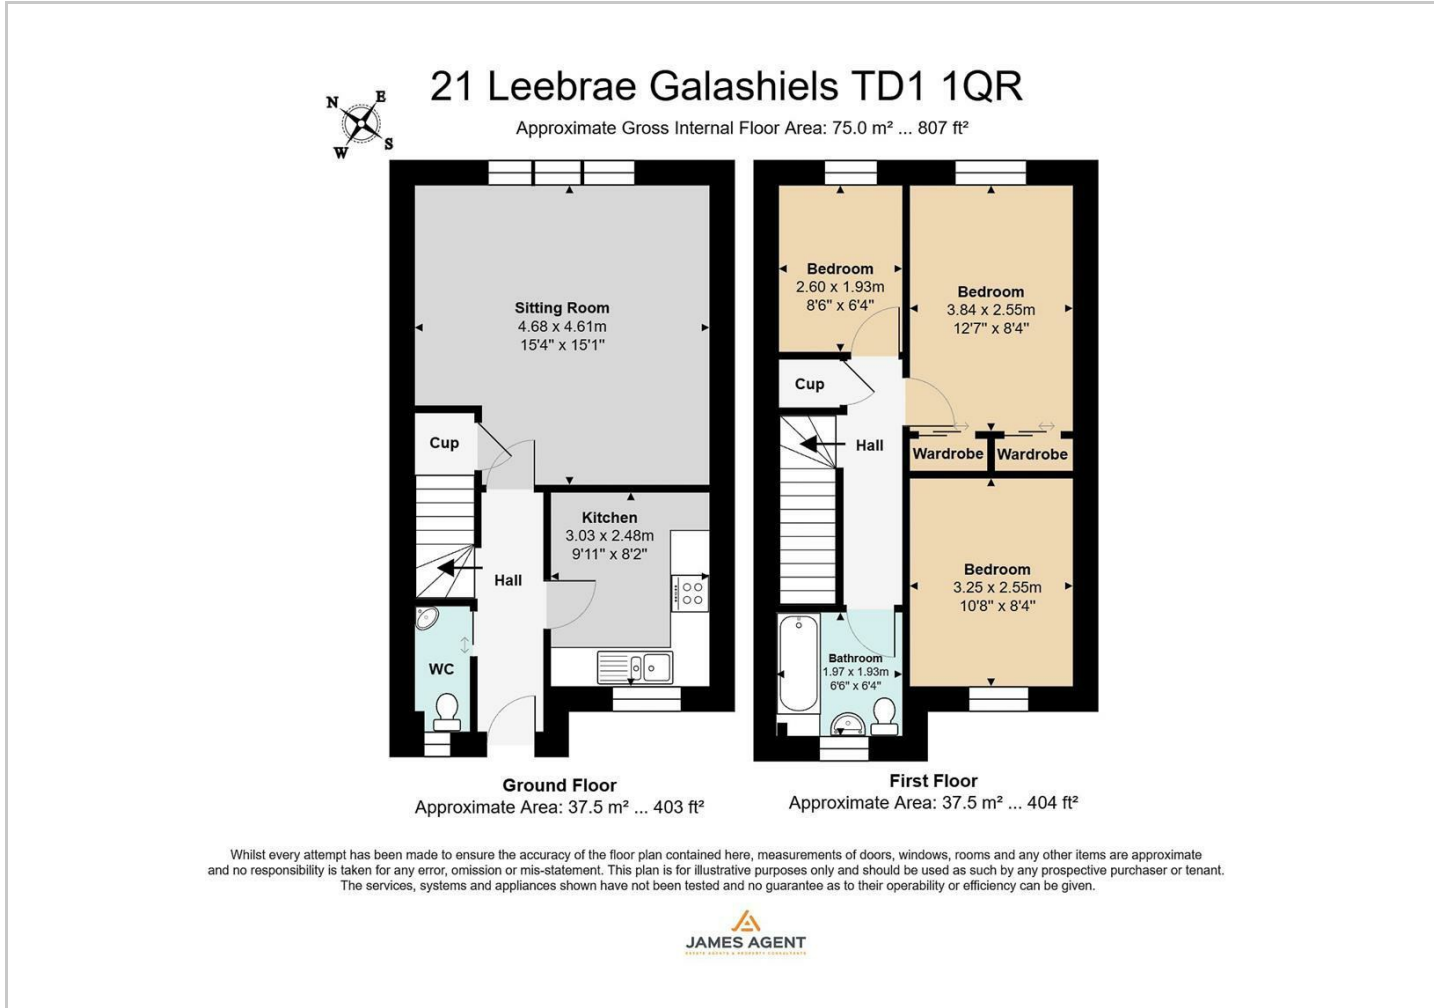 21 Leebrae Galashiels TD1 1QR
Approximate Gross Internal Floor Area: 75.0 m² ... 807 ft²
N
E
S
W
Sitting Room
4.68 x 4.61m
15'4" x 15'1"
Cup
Kitchen
3.03 x 2.48m
9'11" x 8'2"
Hall
WC
Ground Floor
Approximate Area: 37.5 m² ... 403 ft²
Bedroom
2.60 x 1.93m
8'6" x 6'4"
Bedroom
3.84 x 2.55m
12'7" x 8'4"
Cup
Hall
Wardrobe
Wardrobe
Bedroom
3.25 x 2.55m
10'8" x 8'4"
Bathroom
1.97 x 1.93m
6'6" x 6'4"
First Floor
Approximate Area: 37.5 m² ... 404 ft²
Whilst every attempt has been made to ensure the accuracy of the floor plan contained here, measurements of doors, windows, rooms and any other items are approximate
and no responsibility is taken for any error, omission or mis-statement. This plan is for illustrative purposes only and should be used as such by any prospective purchaser or tenant.
The services, systems and appliances shown have not been tested and no guarantee as to their operability or efficiency can be given.
JAMES AGENT
ESTATE AGENTS & PROPERTY CONSULTANTS